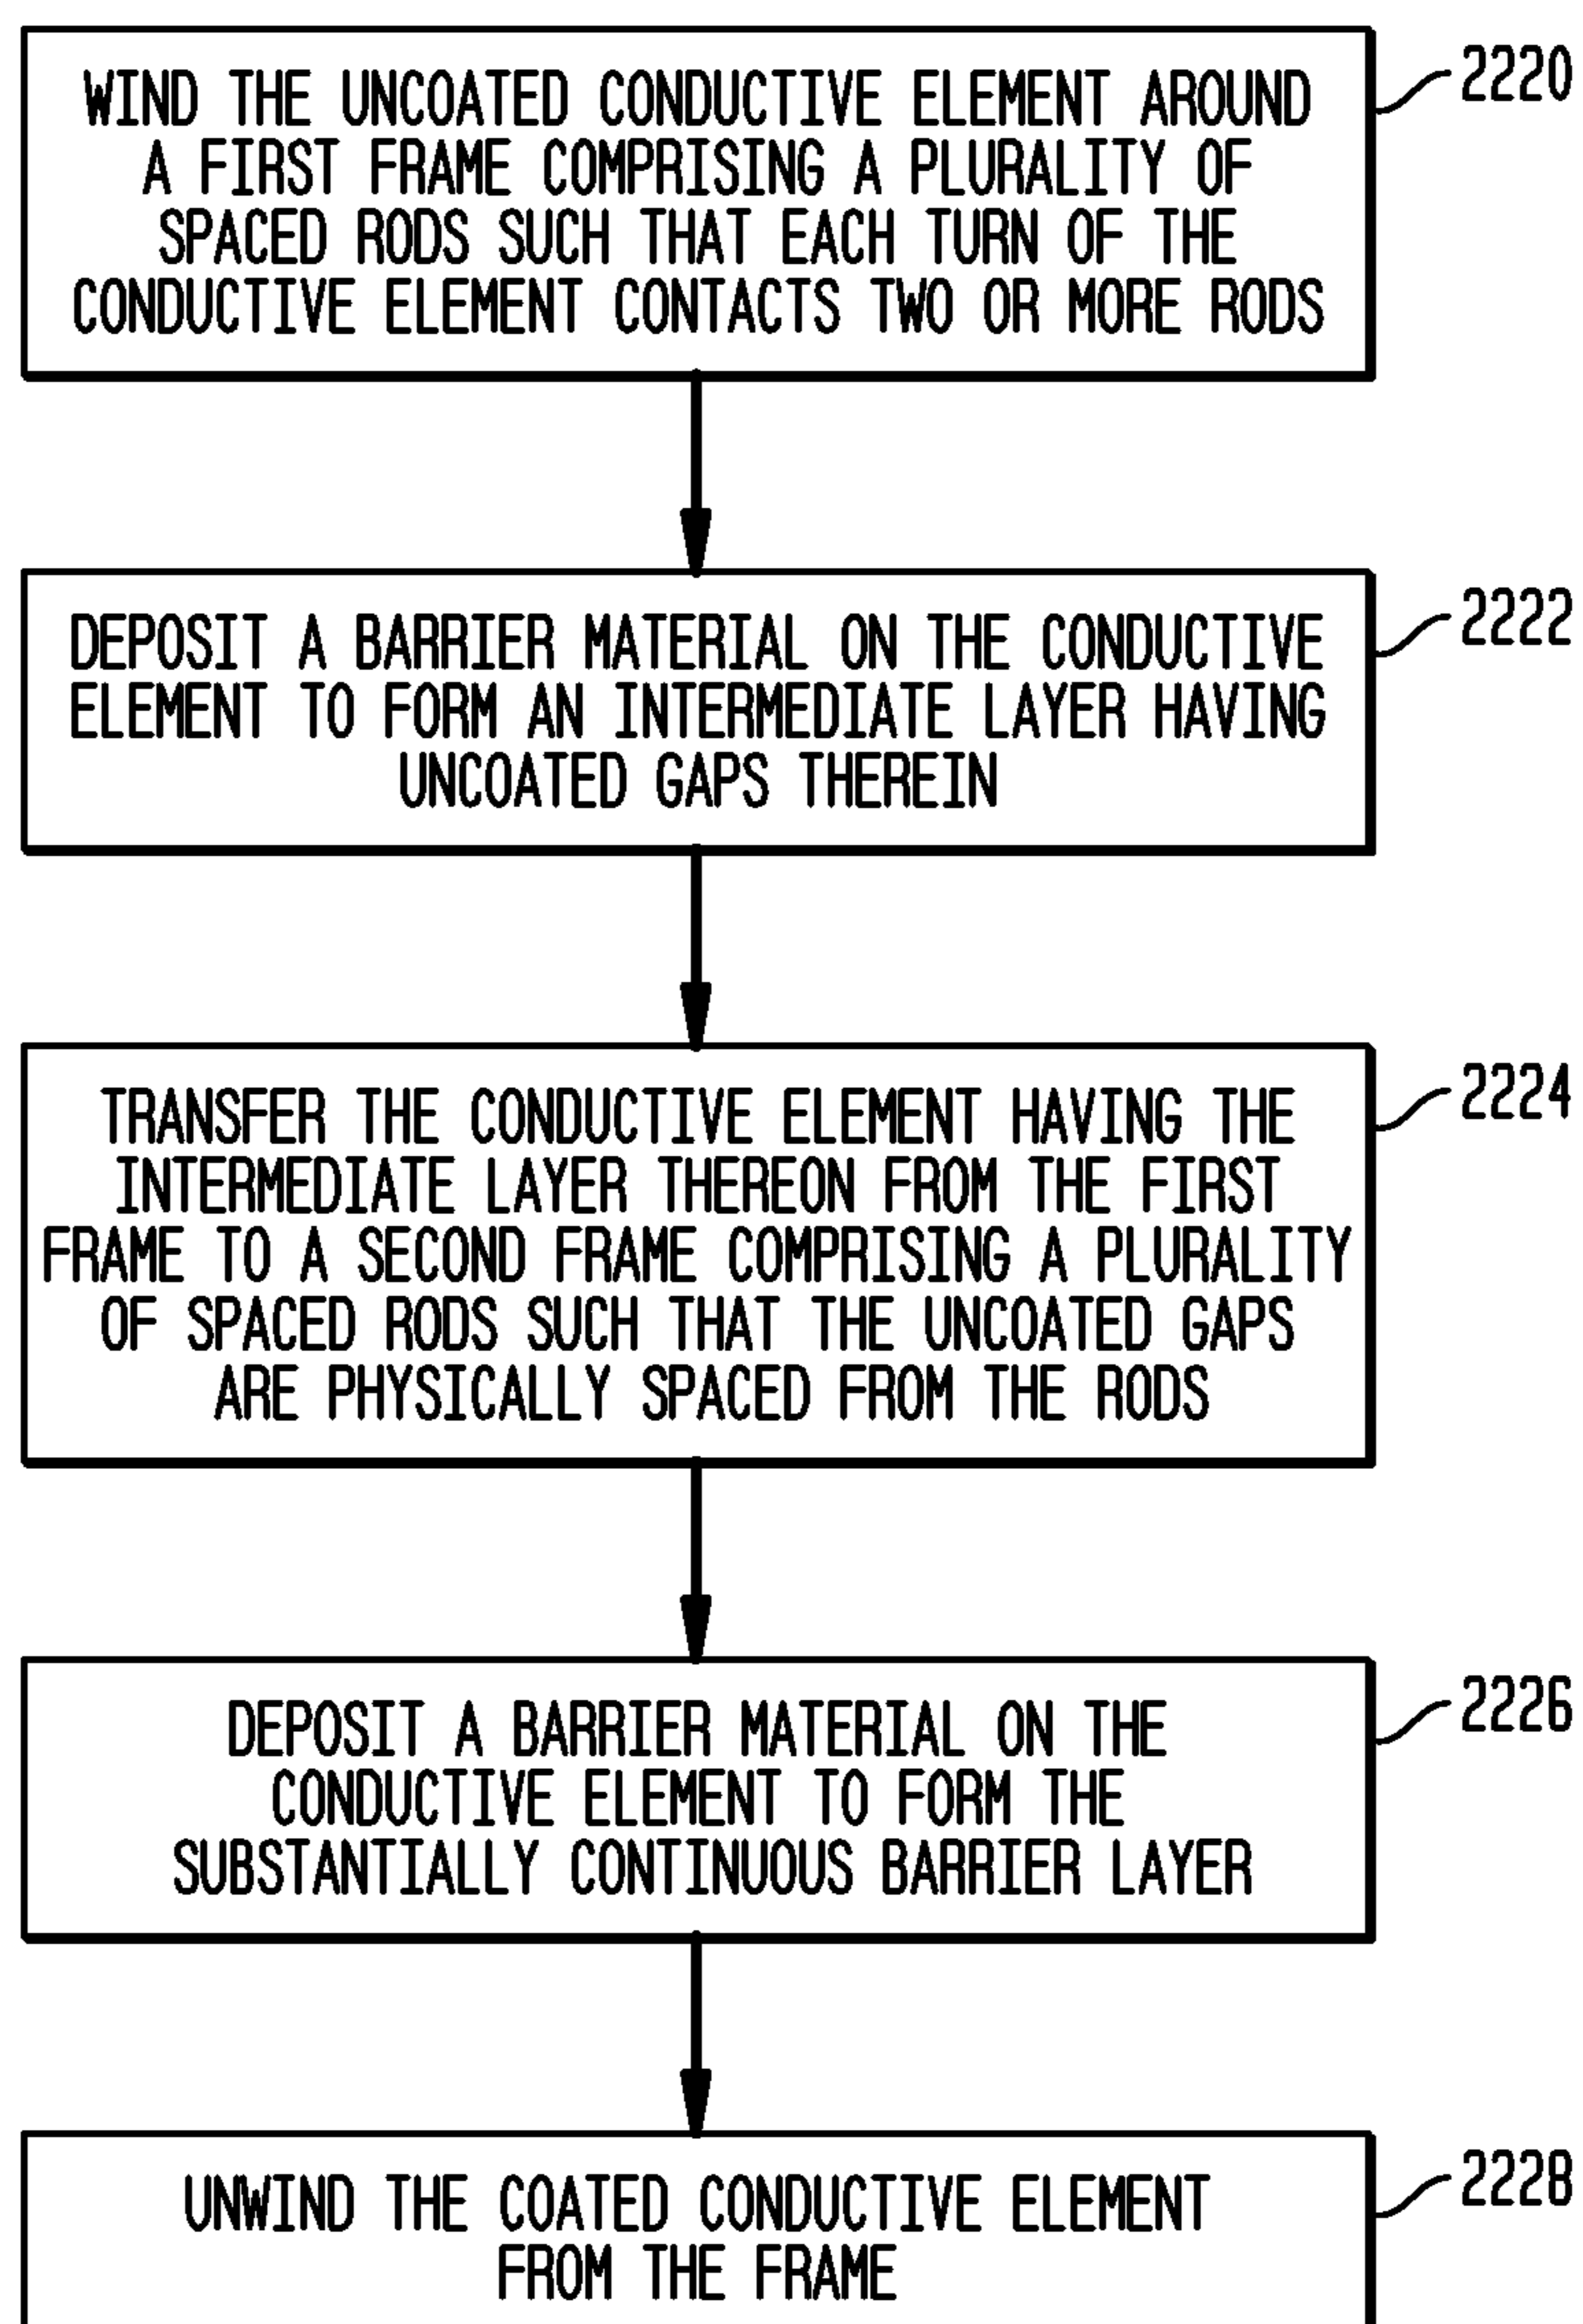 WIND THE UNCOATED CONDUCTIVE ELEMENT AROUND
A FIRST FRAME COMPRISING A PLURALITY OF
SPACED RODS SUCH THAT EACH TURN OF THE
CONDUCTIVE ELEMENT CONTACTS TWO OR MORE RODS
2220
DEPOSIT A BARRIER MATERIAL ON THE CONDUCTIVE
ELEMENT TO FORM AN INTERMEDIATE LAYER HAVING
UNCOATED GAPS THEREIN
2222
TRANSFER THE CONDUCTIVE ELEMENT HAVING THE
INTERMEDIATE LAYER THEREON FROM THE FIRST
FRAME TO A SECOND FRAME COMPRISING A PLURALITY
OF SPACED RODS SUCH THAT THE UNCOATED GAPS
ARE PHYSICALLY SPACED FROM THE RODS
2224
DEPOSIT A BARRIER MATERIAL ON THE
CONDUCTIVE ELEMENT TO FORM THE
SUBSTANTIALLY CONTINUOUS BARRIER LAYER
2226
UNWIND THE COATED CONDUCTIVE ELEMENT
FROM THE FRAME
2228